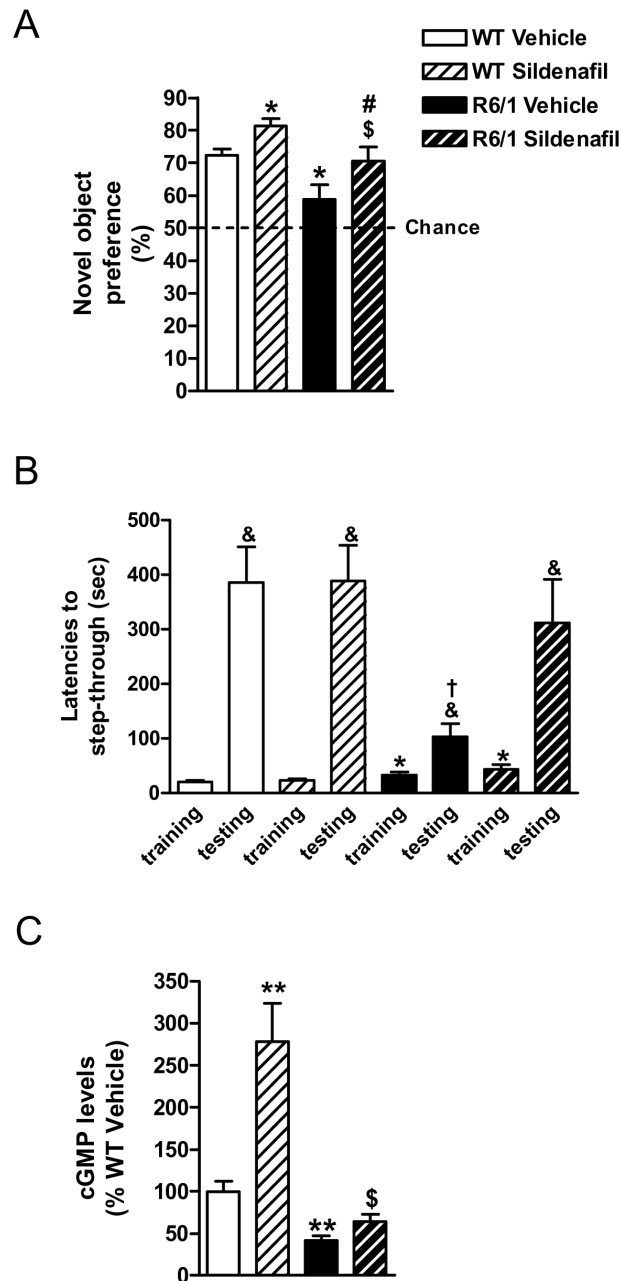 A
WT Vehicle
WT Sildenafil
R6/1 Vehicle
R6/1 Sildenafil
Novel object
preference
(%)
90
80
70
60
50
40
30
20
10
0
*
*
#
$
Chance
B
Latencies to
step-through (sec)
500
400
300
200
100
0
&
&
*
†
&
*
&
training
testing
training
testing
training
testing
training
testing
C
cGMP levels
(% WT Vehicle)
350
300
250
200
150
100
50
0
**
**
$